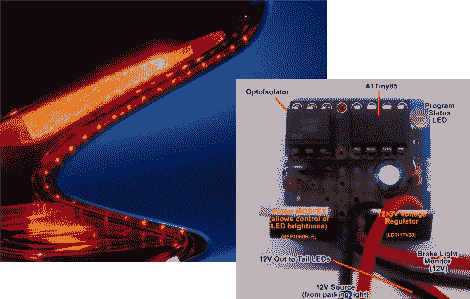 Optoisolator
ATTiny85
Program
Status
LED
(allows control of
LED brightness)
Voltage
Regulator
Brake Light
Monitor
(12V)
12V Out to Tail LEDs
12V Source
(from parking light)